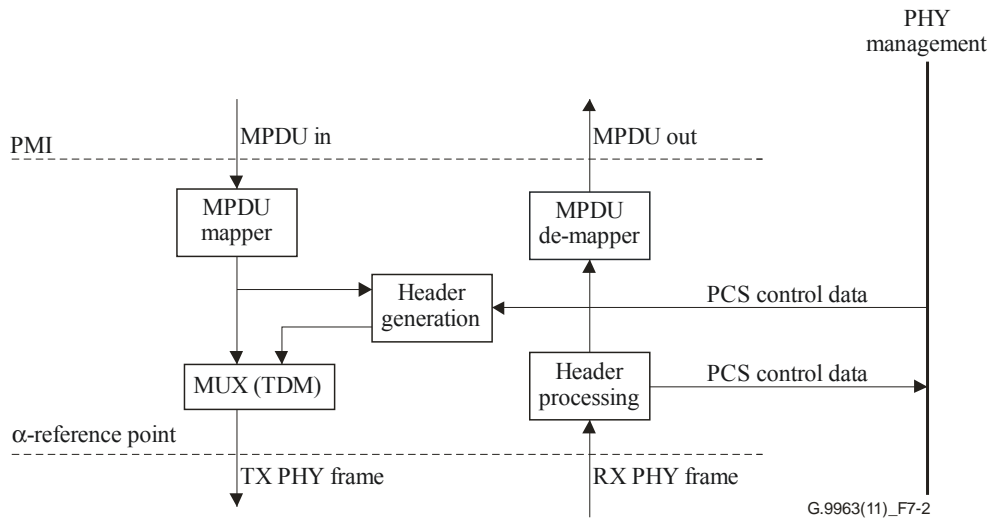 PHY
management
MPDU in
MPDU out
PMI
MPDU
mapper
MPDU
de-mapper
Header
generation
PCS control data
MUX (TDM)
Header
processing
PCS control data
α-reference point
TX PHY frame
RX PHY frame
G.9963(11)_F7-2